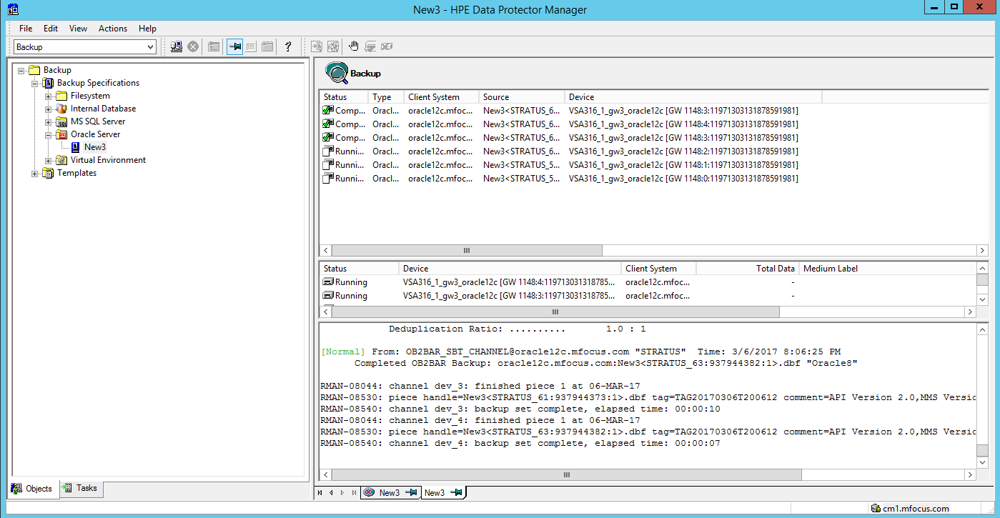 New3 - HPE Data Protector Manager
File Edit View Actions Help
Backup
Backup
Backup Specifications
Filesystem
Internal Database
MS SQL Server
Oracle Server
New3
Virtual Environment
Templates
Objects Tasks
Backup
Status Type Client System Source Device
Comp... Oracl... oracle12c.mfoc... New3<STRATUS_6... VSA316_1_gw3_oracle12c [GW 1148:3:11971303131878591981]
Comp... Oracl... oracle12c.mfoc... New3<STRATUS_6... VSA316_1_gw3_oracle12c [GW 1148:4:11971303131878591981]
Comp... Oracl... oracle12c.mfoc... New3<STRATUS_6... VSA316_1_gw3_oracle12c [GW 1148:3:11971303131878591981]
Runni... Oracl... oracle12c.mfoc... New3<STRATUS_6... VSA316_1_gw3_oracle12c [GW 1148:2:11971303131878591981]
Runni... Oracl... oracle12c.mfoc... New3<STRATUS_5... VSA316_1_gw3_oracle12c [GW 1148:1:11971303131878591981]
Runni... Oracl... oracle12c.mfoc... New3<STRATUS_5... VSA316_1_gw3_oracle12c [GW 1148:0:11971303131878591981]
Status Device Client System Total Data Medium Label
Running VSA316_1_gw3_oracle12c [GW 1148:4:119713031318785... oracle12c.mfoc... -
Running VSA316_1_gw3_oracle12c [GW 1148:3:119713031318785... oracle12c.mfoc... -
Deduplication Ratio: .......... 1.0 : 1
[Normal] From: OB2BAR_SBT_CHANNEL@oracle12c.mfocus.com "STRATUS" Time: 3/6/2017 8:06:25 PM
Completed OB2BAR Backup: oracle12c.mfocus.com:New3<STRATUS_63:937944382:1>.dbf "Oracle8"
RMAN-08044: channel dev_3: finished piece 1 at 06-MAR-17
RMAN-08530: piece handle=New3<STRATUS_61:937944373:1>.dbf tag=TAG20170306T200612 comment=API Version 2.0,MMS Versio
RMAN-08540: channel dev_3: backup set complete, elapsed time: 00:00:10
RMAN-08044: channel dev_4: finished piece 1 at 06-MAR-17
RMAN-08530: piece handle=New3<STRATUS_63:937944382:1>.dbf tag=TAG20170306T200612 comment=API Version 2.0,MMS Versio
RMAN-08540: channel dev_4: backup set complete, elapsed time: 00:00:07
New3 New3
cm1.mfocus.com